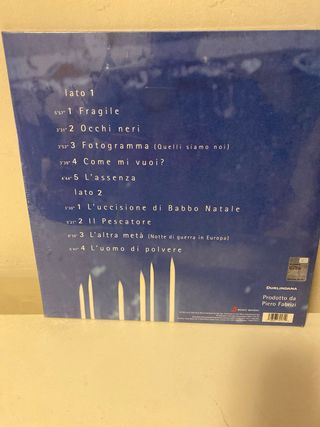 lato 1
1 Fragile
2 Occhi neri
3 Fotogramma (Quelli siamo noi)
4 Come mi vuoi?
5 L'assenza
lato 2
1 L'uccisione di Babbo Natale
2 Il Pescatore
3 L'altra metà (Notte di guerra in Europa)
4 L'uomo di polvere
DURLINDANA
Prodotto da
Piero Fabrizi
SONY MUSIC